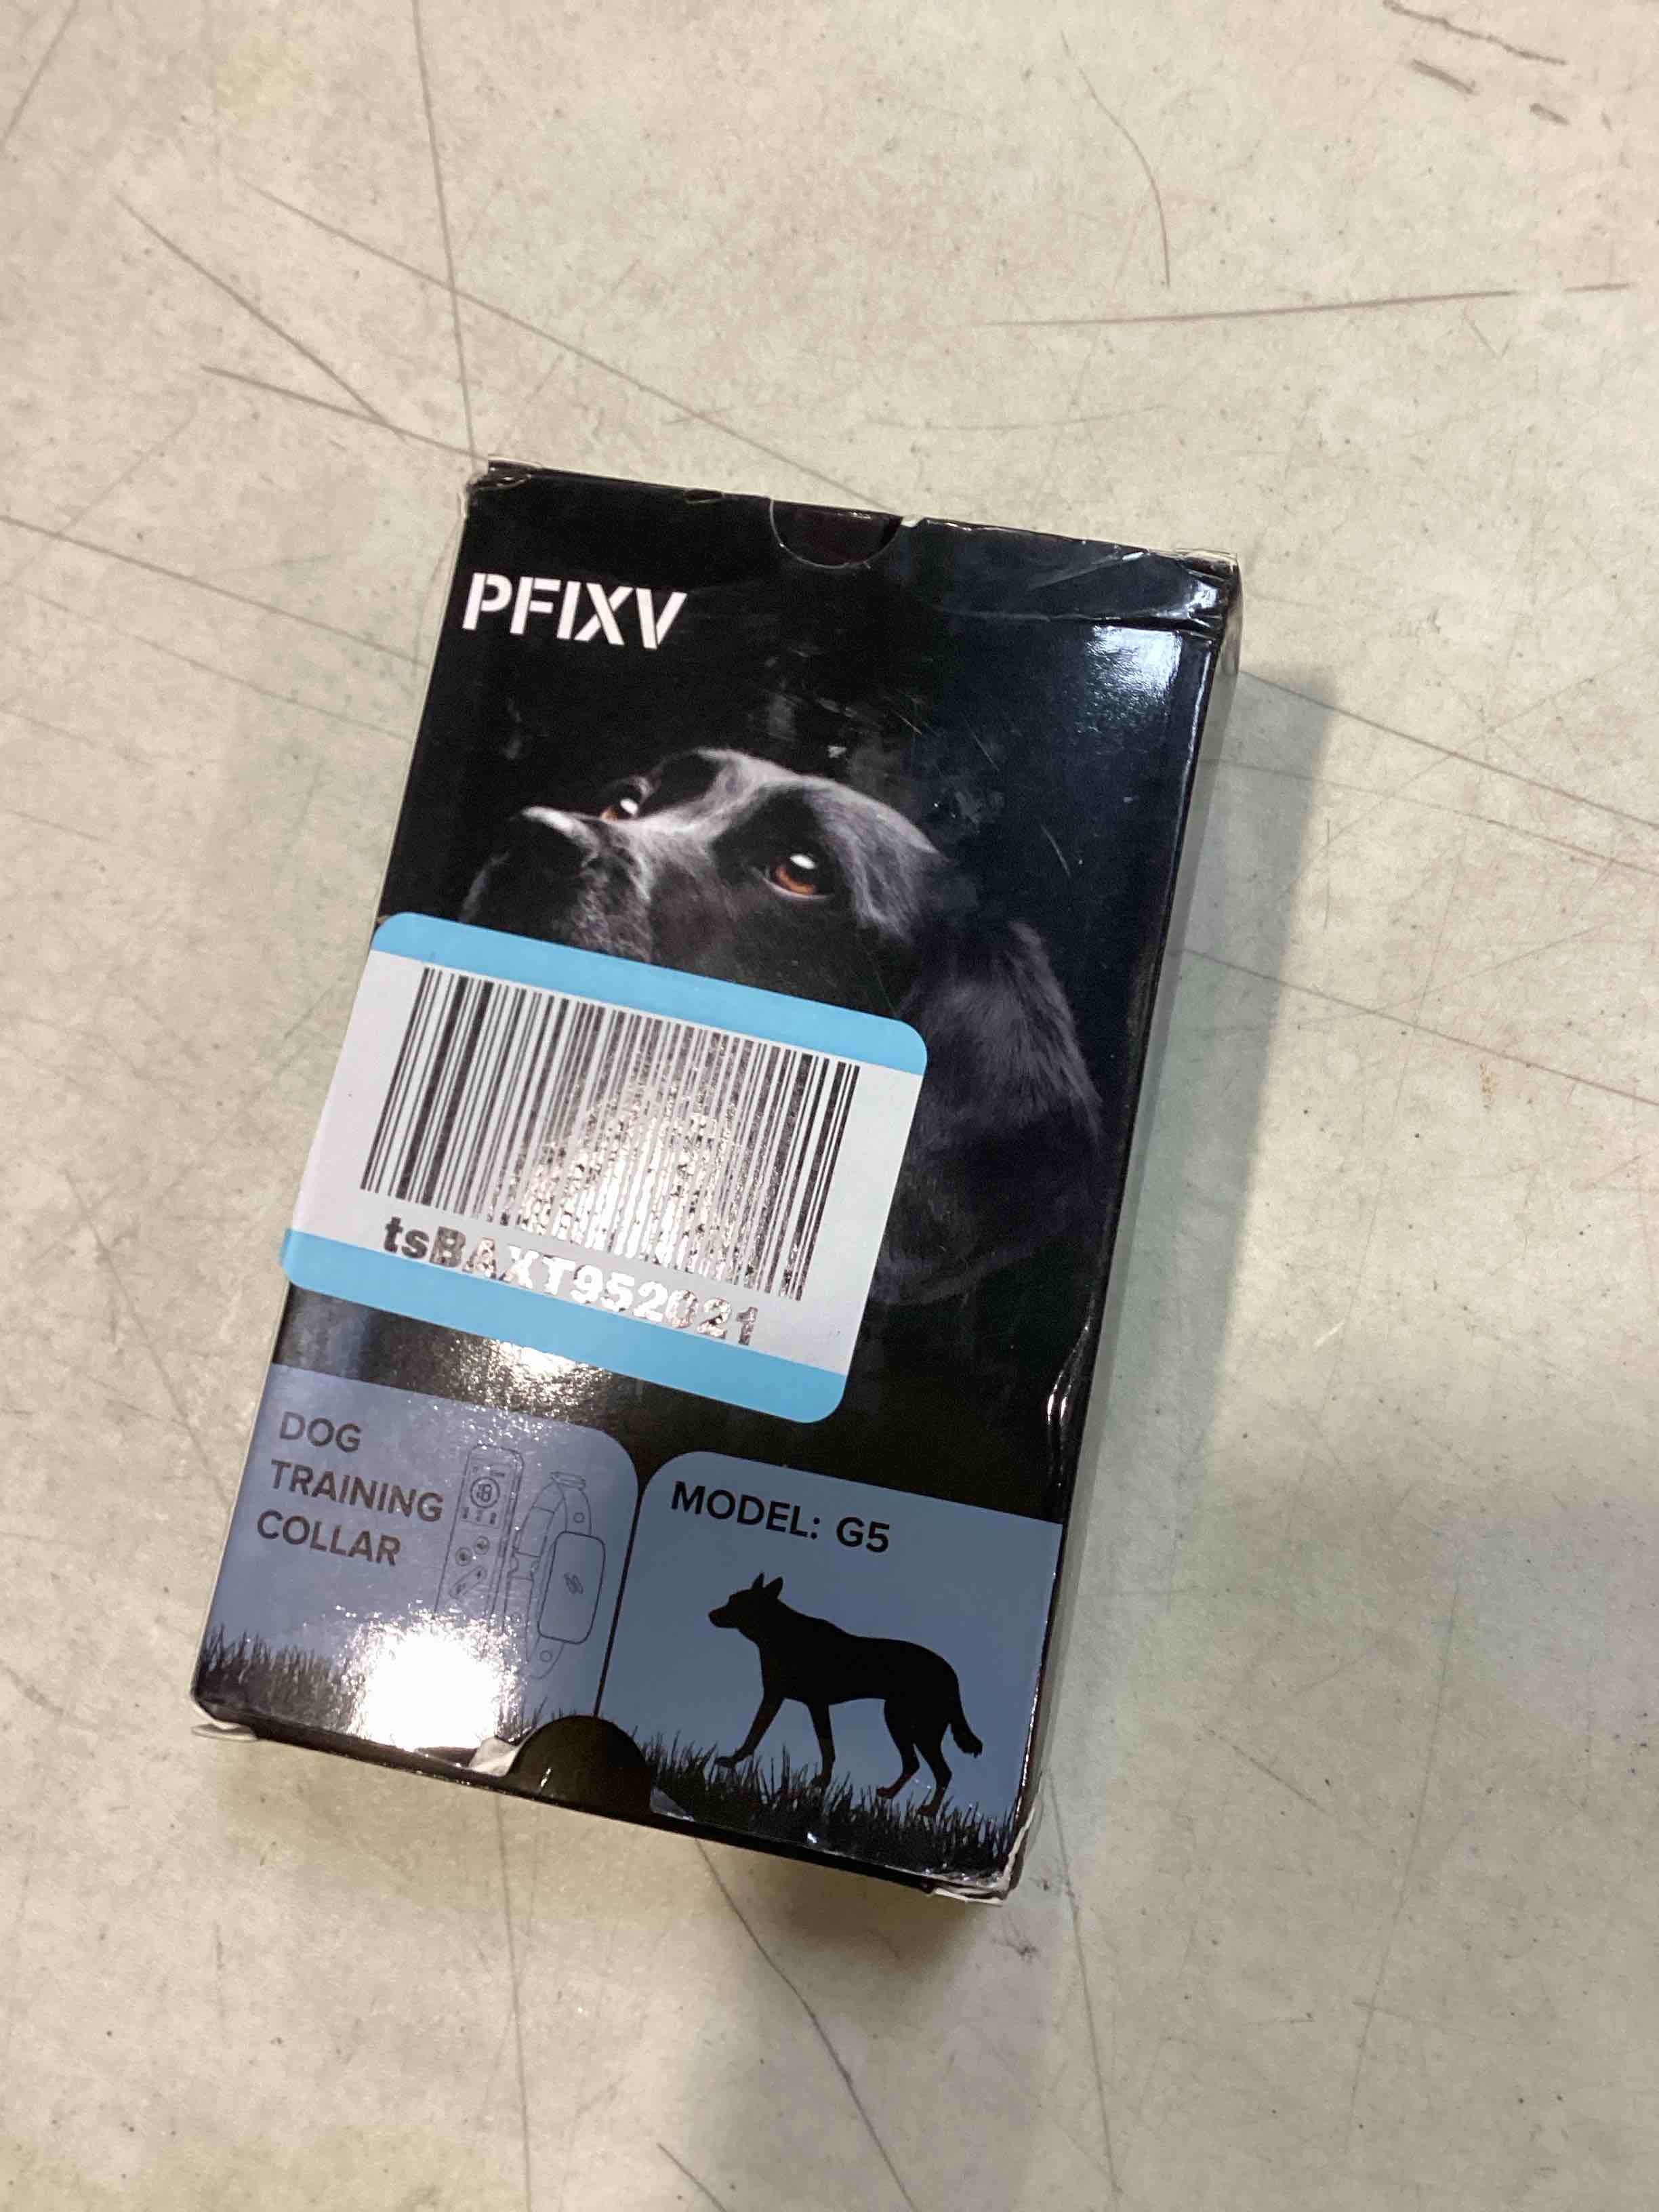 PFIXV
tsBAXT952021
DOG
TRAINING
COLLAR
MODEL: G5